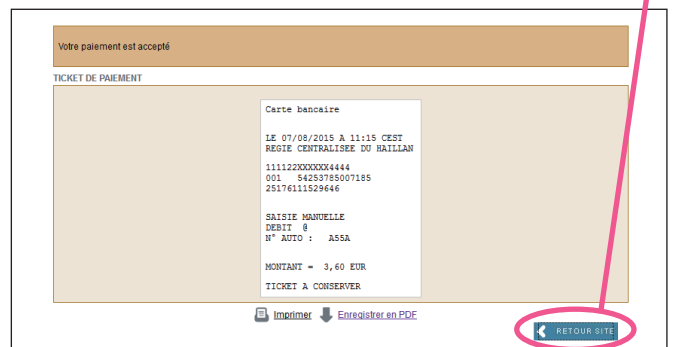 Votre paiement est accepté
TICKET DE PAIEMENT
Carte bancaire
LE 07/08/2015 A 11:15 CEST
REGIE CENTRALISEE DU HAILLAN
111122XXXXXX4444
001 54253785007185
25176111529646
SAISIE MANUELLE
DEBIT @
N° AUTO : A55A
MONTANT = 3,60 EUR
TICKET A CONSERVER
Imprimer Enregistrer en PDF
RETOUR SITE